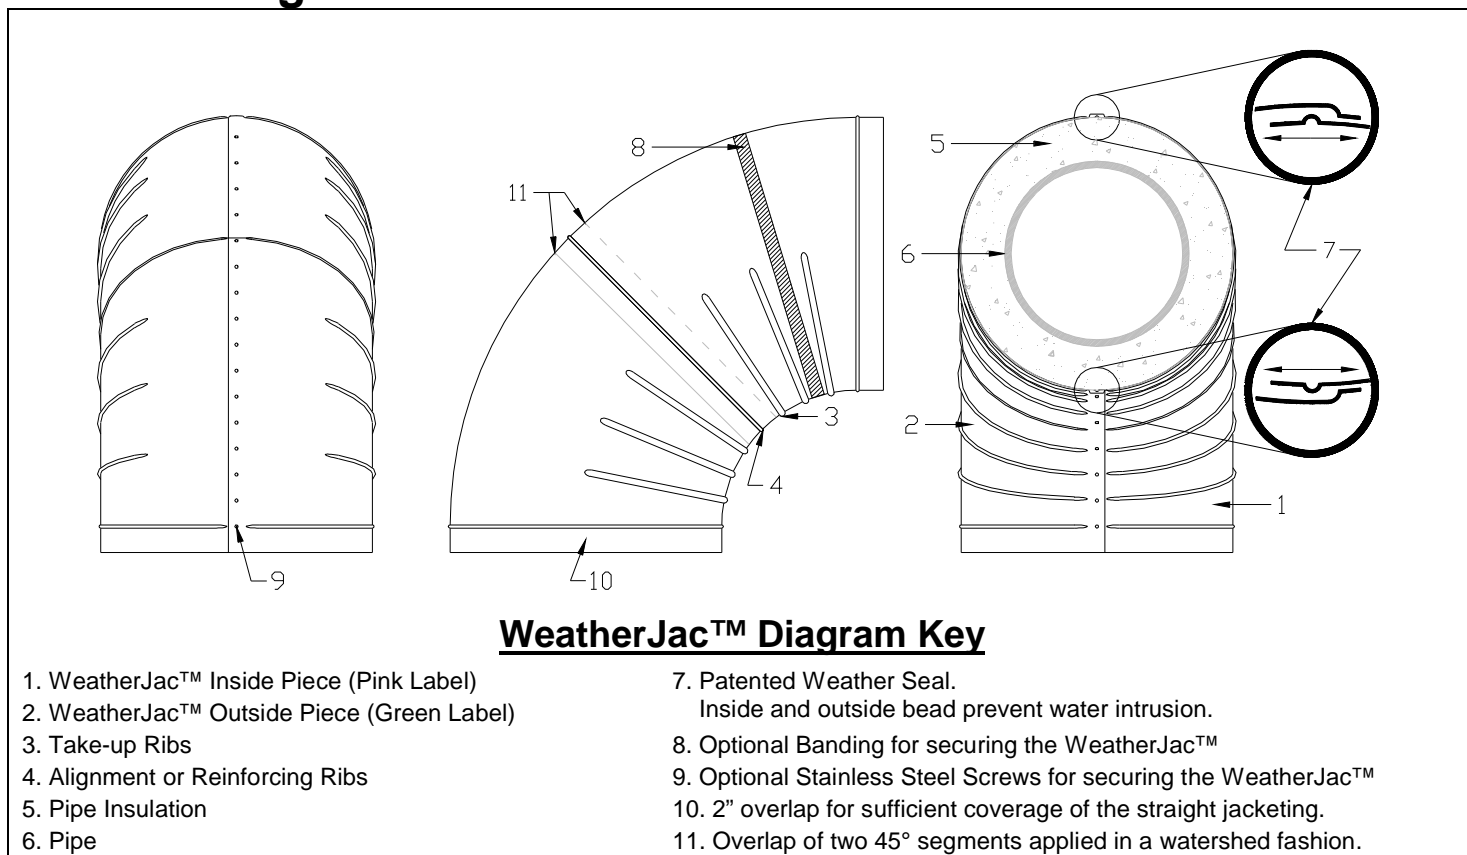 8
5
11
7
6
3
2
4
1
9
10
WeatherJac™ Diagram Key
1. WeatherJac™ Inside Piece (Pink Label)
2. WeatherJac™ Outside Piece (Green Label)
3. Take-up Ribs
4. Alignment or Reinforcing Ribs
5. Pipe Insulation
6. Pipe
7. Patented Weather Seal.
Inside and outside bead prevent water intrusion.
8. Optional Banding for securing the WeatherJac™
9. Optional Stainless Steel Screws for securing the WeatherJac™
10. 2” overlap for sufficient coverage of the straight jacketing.
11. Overlap of two 45° segments applied in a watershed fashion.